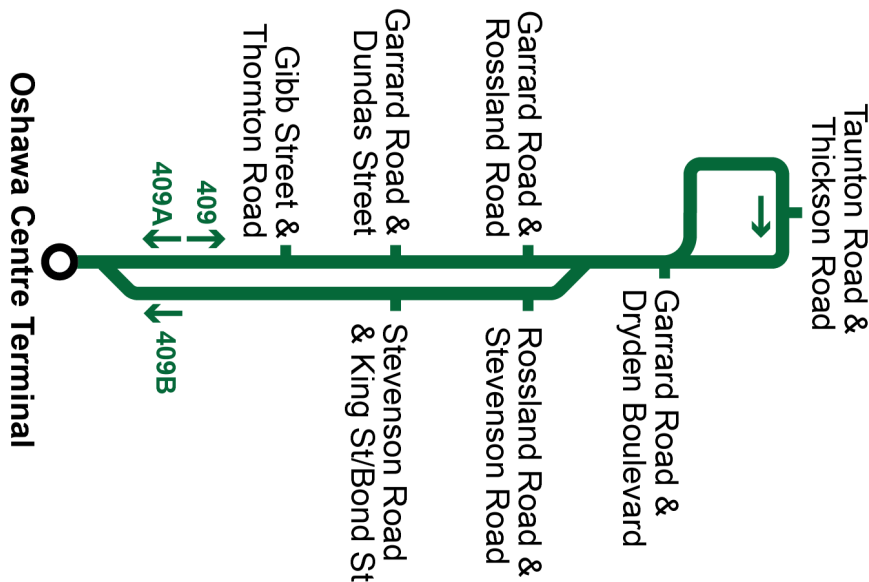 Taunton Road &
Thickson Road
Garrard Road &
Dryden Boulevard
Garrard Road &
Rossland Road
Rossland Road &
Stevenson Road
Garrard Road &
Dundas Street
Stevenson Road
& King St/Bond St
Gibb Street &
Thornton Road
409
409A
409B
Oshawa Centre Terminal